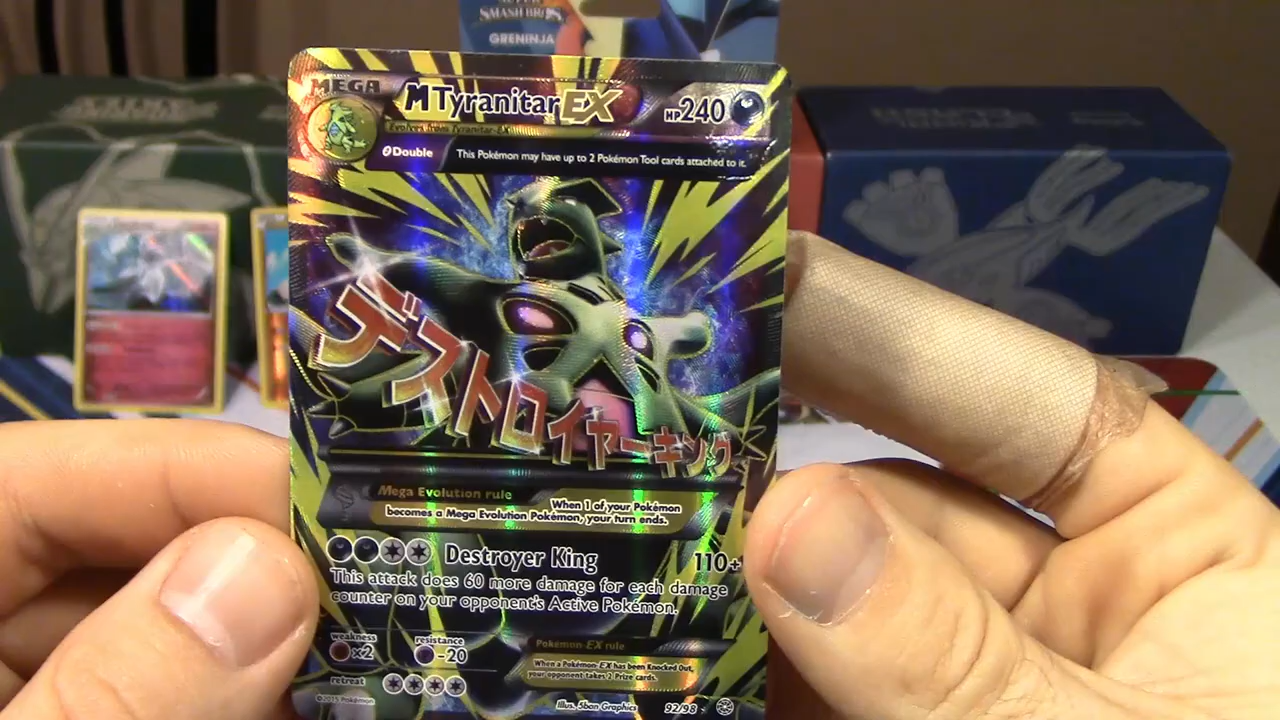 SUPER
SMASH BROS
GRENINJA
MEGA
M Tyranitar EX HP240
Evolves from Tyranitar-EX
θ Double This Pokémon may have up to 2 Pokémon Tool cards attached to it.
デストロイヤーキング
Mega Evolution rule When 1 of your Pokémon
becomes a Mega Evolution Pokémon, your turn ends.
Destroyer King 110+
This attack does 60 more damage for each damage
counter on your opponent's Active Pokémon.
weakness resistance Pokémon-EX rule
×2 -20
When a Pokémon-EX has been Knocked Out,
your opponent takes 2 Prize cards.
retreat
©2015 Pokémon Illus. 5ban Graphics 92/98